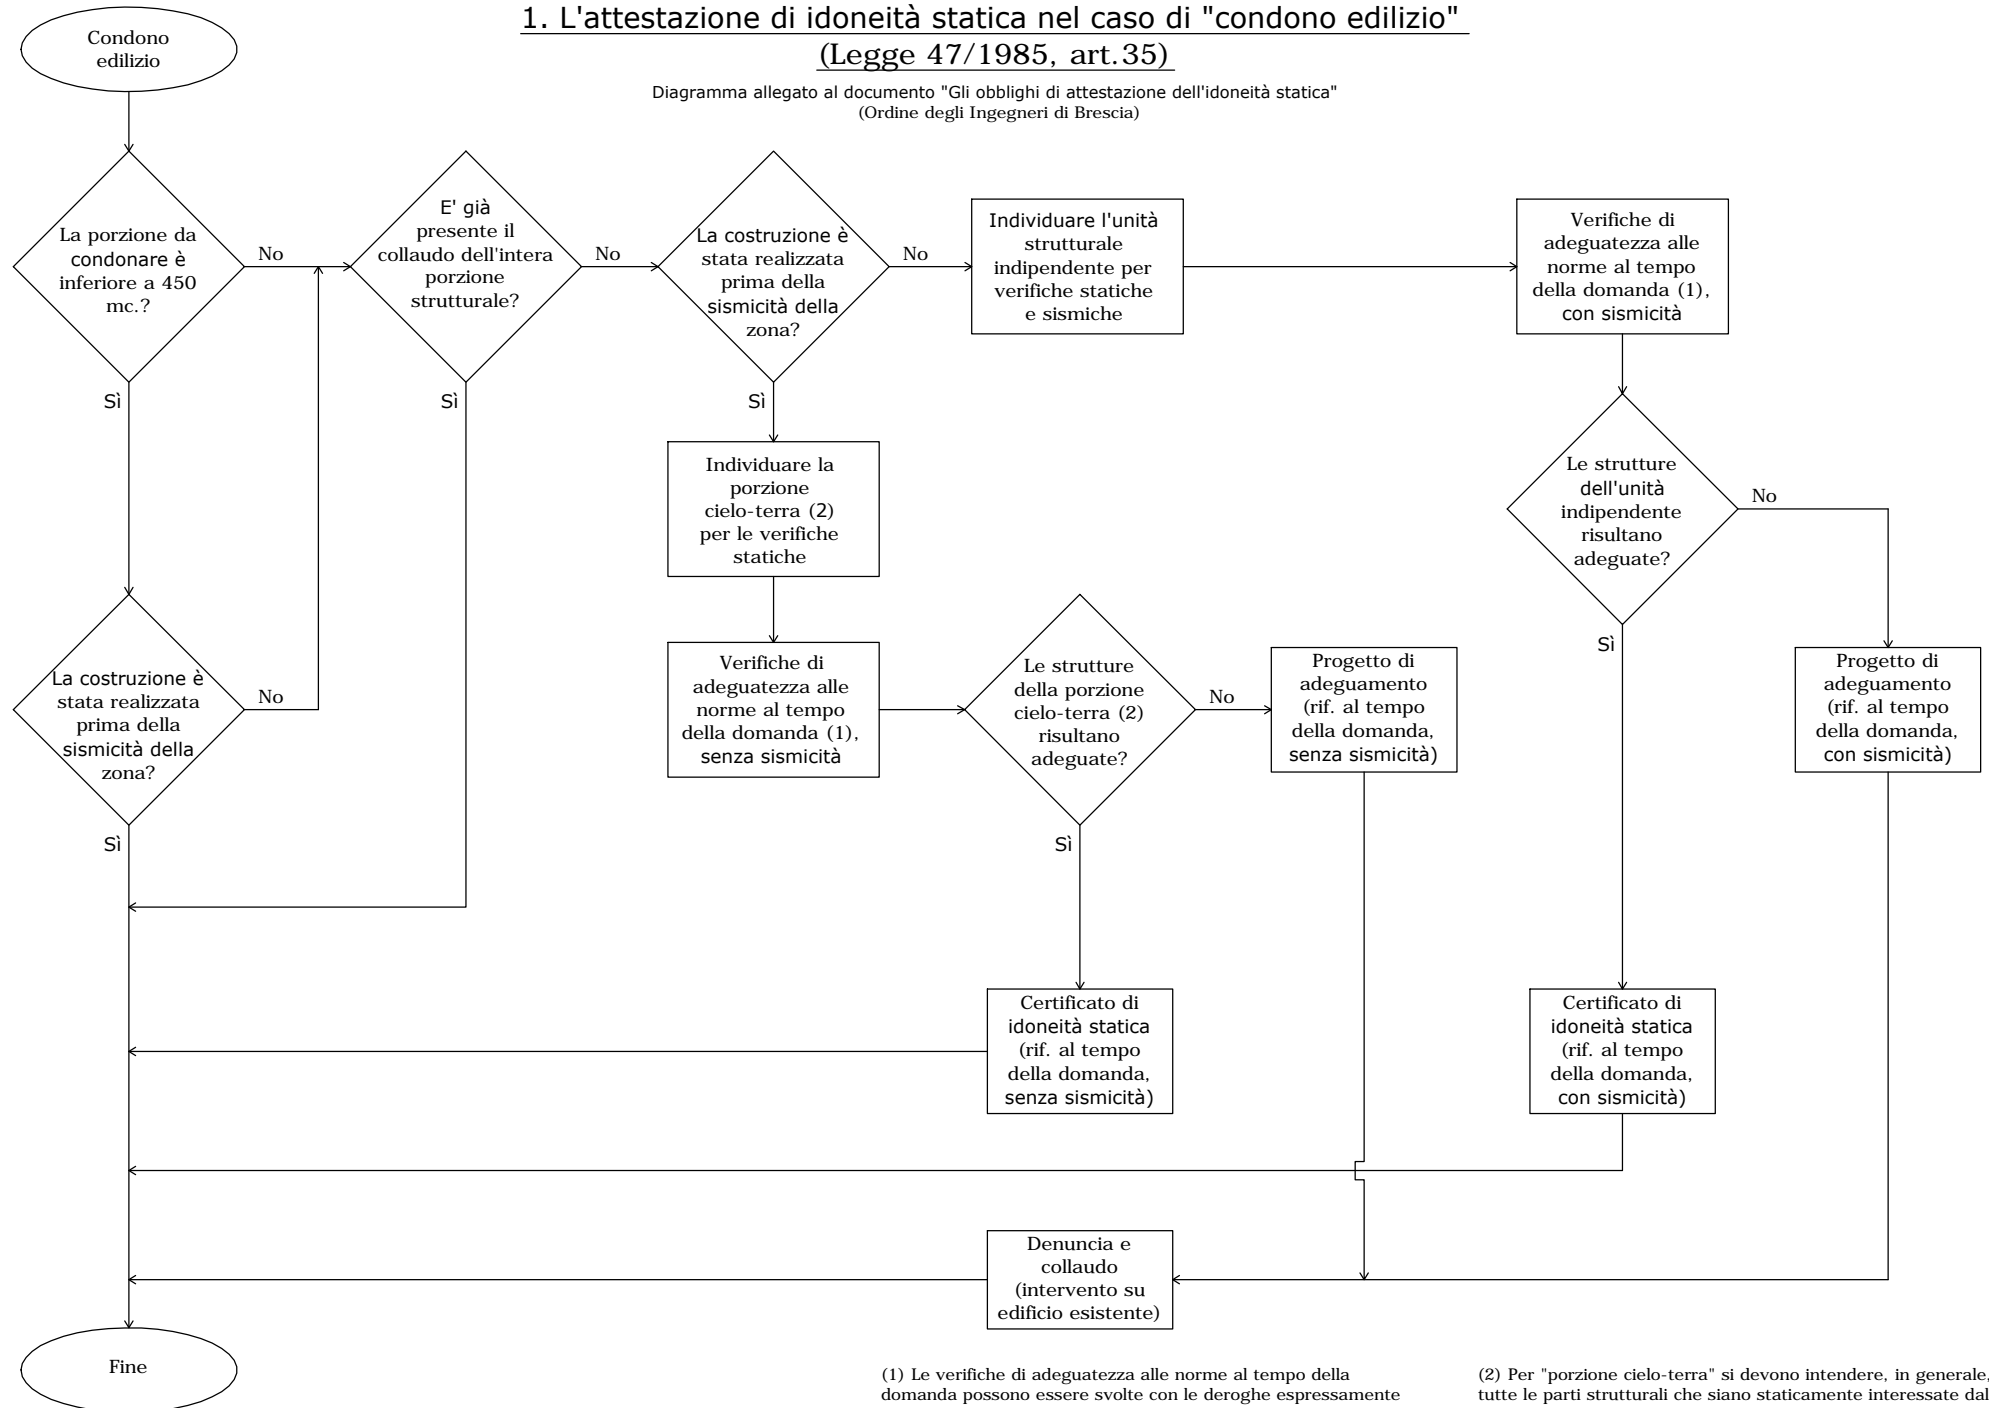 1. L'attestazione di idoneità statica nel caso di "condono edilizio"
(Legge 47/1985, art.35)
Diagramma allegato al documento "Gli obblighi di attestazione dell'idoneità statica"
(Ordine degli Ingegneri di Brescia)
Condono
edilizio
La porzione da
condonare è
inferiore a 450
mc.?
No
Sì
E' già
presente il
collaudo dell'intera
porzione
strutturale?
No
Sì
La costruzione è
stata realizzata
prima della
sismicità della
zona?
No
Sì
Individuare l'unità
strutturale
indipendente per
verifiche statiche
e sismiche
Verifiche di
adeguatezza alle
norme al tempo
della domanda (1),
con sismicità
Individuare la
porzione
cielo-terra (2)
per le verifiche
statiche
Le strutture
dell'unità
indipendente
risultano
adeguate?
No
Sì
La costruzione è
stata realizzata
prima della
sismicità della
zona?
No
Sì
Verifiche di
adeguatezza alle
norme al tempo
della domanda (1),
senza sismicità
Le strutture
della porzione
cielo-terra (2)
risultano
adeguate?
No
Sì
Progetto di
adeguamento
(rif. al tempo
della domanda,
senza sismicità)
Progetto di
adeguamento
(rif. al tempo
della domanda,
con sismicità)
Certificato di
idoneità statica
(rif. al tempo
della domanda,
senza sismicità)
Certificato di
idoneità statica
(rif. al tempo
della domanda,
con sismicità)
Denuncia e
collaudo
(intervento su
edificio esistente)
Fine
(1) Le verifiche di adeguatezza alle norme al tempo della
domanda possono essere svolte con le deroghe espressamente
(2) Per "porzione cielo-terra" si devono intendere, in generale,
tutte le parti strutturali che siano staticamente interessate dal